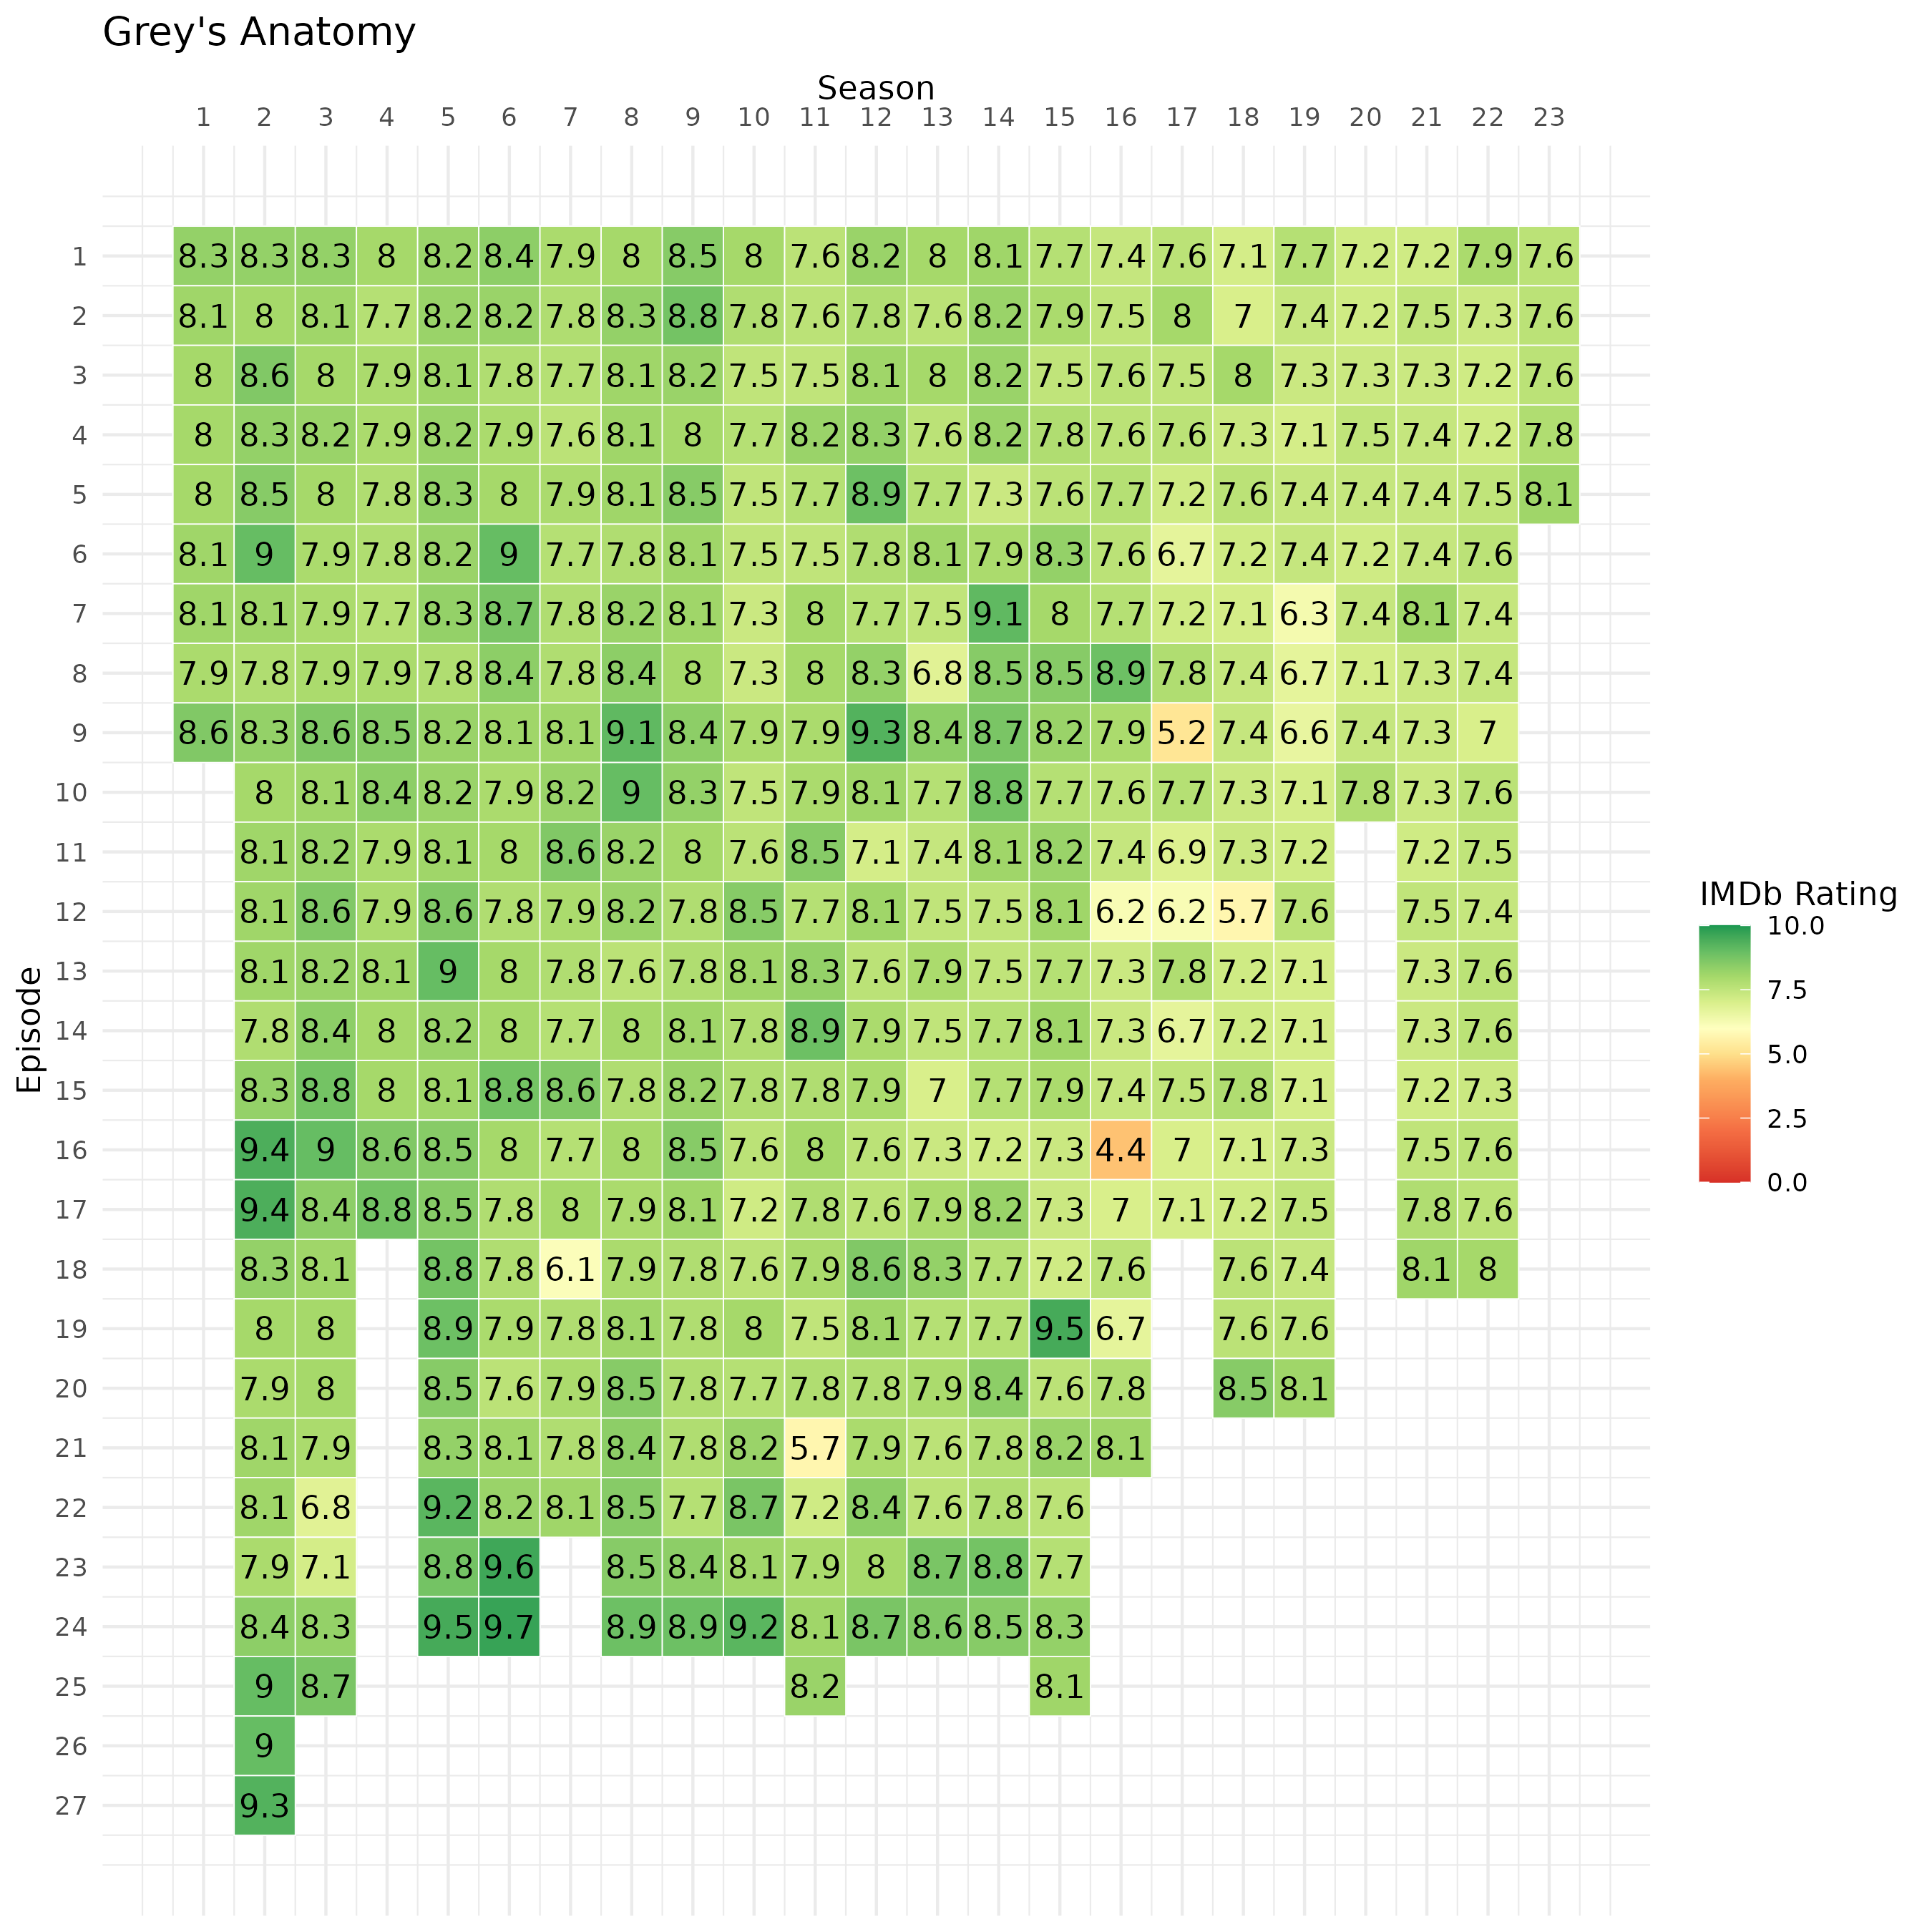 Grey's Anatomy
Season
1 2 3 4 5 6 7 8 9 10 11 12 13 14 15 16 17 18 19 20 21 22 23
1 8.3 8.3 8.3 8 8.2 8.4 7.9 8 8.5 8 7.6 8.2 8 8.1 7.7 7.4 7.6 7.1 7.7 7.2 7.2 7.9 7.6
2 8.1 8 8.1 7.7 8.2 8.2 7.8 8.3 8.8 7.8 7.6 7.8 7.6 8.2 7.9 7.5 8 7 7.4 7.2 7.5 7.3 7.6
3 8 8.6 8 7.9 8.1 7.8 7.7 8.1 8.2 7.5 7.5 8.1 8 8.2 7.5 7.6 7.5 8 7.3 7.3 7.3 7.2 7.6
4 8 8.3 8.2 7.9 8.2 7.9 7.6 8.1 8 7.7 8.2 8.3 7.6 8.2 7.8 7.6 7.6 7.3 7.1 7.5 7.4 7.2 7.8
5 8 8.5 8 7.8 8.3 8 7.9 8.1 8.5 7.5 7.7 8.9 7.7 7.3 7.6 7.7 7.2 7.6 7.4 7.4 7.4 7.5 8.1
6 8.1 9 7.9 7.8 8.2 9 7.7 7.8 8.1 7.5 7.5 7.8 8.1 7.9 8.3 7.6 6.7 7.2 7.4 7.2 7.4 7.6
7 8.1 8.1 7.9 7.7 8.3 8.7 7.8 8.2 8.1 7.3 8 7.7 7.5 9.1 8 7.7 7.2 7.1 6.3 7.4 8.1 7.4
8 7.9 7.8 7.9 7.9 7.8 8.4 7.8 8.4 8 7.3 8 8.3 6.8 8.5 8.5 8.9 7.8 7.4 6.7 7.1 7.3 7.4
9 8.6 8.3 8.6 8.5 8.2 8.1 8.1 9.1 8.4 7.9 7.9 9.3 8.4 8.7 8.2 7.9 5.2 7.4 6.6 7.4 7.3 7
10 8 8.1 8.4 8.2 7.9 8.2 9 8.3 7.5 7.9 8.1 7.7 8.8 7.7 7.6 7.7 7.3 7.1 7.8 7.3 7.6
11 8.1 8.2 7.9 8.1 8 8.6 8.2 8 7.6 8.5 7.1 7.4 8.1 8.2 7.4 6.9 7.3 7.2 7.2 7.5
12 8.1 8.6 7.9 8.6 7.8 7.9 8.2 7.8 8.5 7.7 8.1 7.5 7.5 8.1 6.2 6.2 5.7 7.6 7.5 7.4
13 8.1 8.2 8.1 9 8 7.8 7.6 7.8 8.1 8.3 7.6 7.9 7.5 7.7 7.3 7.8 7.2 7.1 7.3 7.6
14 7.8 8.4 8 8.2 8 7.7 8 8.1 7.8 8.9 7.9 7.5 7.7 8.1 7.3 6.7 7.2 7.1 7.3 7.6
15 8.3 8.8 8 8.1 8.8 8.6 7.8 8.2 7.8 7.8 7.9 7 7.7 7.9 7.4 7.5 7.8 7.1 7.2 7.3
16 9.4 9 8.6 8.5 8 7.7 8 8.5 7.6 8 7.6 7.3 7.2 7.3 4.4 7 7.1 7.3 7.5 7.6
17 9.4 8.4 8.8 8.5 7.8 8 7.9 8.1 7.2 7.8 7.6 7.9 8.2 7.3 7 7.1 7.2 7.5 7.8 7.6
18 8.3 8.1 8.8 7.8 6.1 7.9 7.8 7.6 7.9 8.6 8.3 7.7 7.2 7.6 7.6 7.4 8.1 8
19 8 8 8.9 7.9 7.8 8.1 7.8 8 7.5 8.1 7.7 7.7 9.5 6.7 7.6 7.6
20 7.9 8 8.5 7.6 7.9 8.5 7.8 7.7 7.8 7.8 7.9 8.4 7.6 7.8 8.5 8.1
21 8.1 7.9 8.3 8.1 7.8 8.4 7.8 8.2 5.7 7.9 7.6 7.8 8.2 8.1
22 8.1 6.8 9.2 8.2 8.1 8.5 7.7 8.7 7.2 8.4 7.6 7.8 7.6
23 7.9 7.1 8.8 9.6 8.5 8.4 8.1 7.9 8 8.7 8.8 7.7
24 8.4 8.3 9.5 9.7 8.9 8.9 9.2 8.1 8.7 8.6 8.5 8.3
25 9 8.7 8.2 8.1
26 9
27 9.3
Episode
IMDb Rating
10.0
7.5
5.0
2.5
0.0